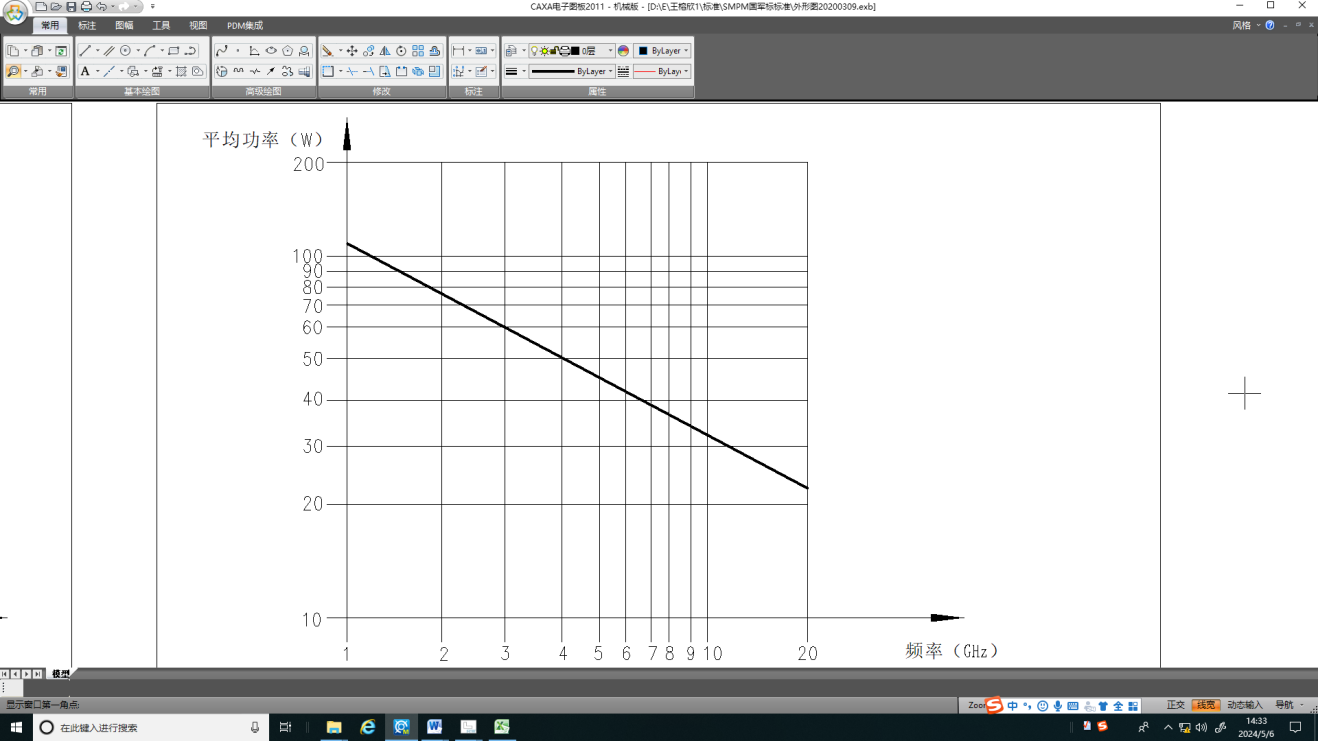 CAXA电子图板2011 - 机械版 - [D:\E\王榕欣1\标准\SMPM国军标标准\外形图20200309.exb]
常用 标注 图幅 工具 视图 PDM集成
风格
0层
ByLayer
A
ByLayer
ByLay
常用 基本绘图 高级绘图 修改 标注 属性
平均功率（W）
200
100
90
80
70
60
50
40
30
20
10
1 2 3 4 5 6 7 8 9 10 20
频率（GHz）
模型
显示窗口第一角点:
Zoom
中
全
正交 线宽 动态输入 导航
在此键入进行搜索
14:33
2024/5/6